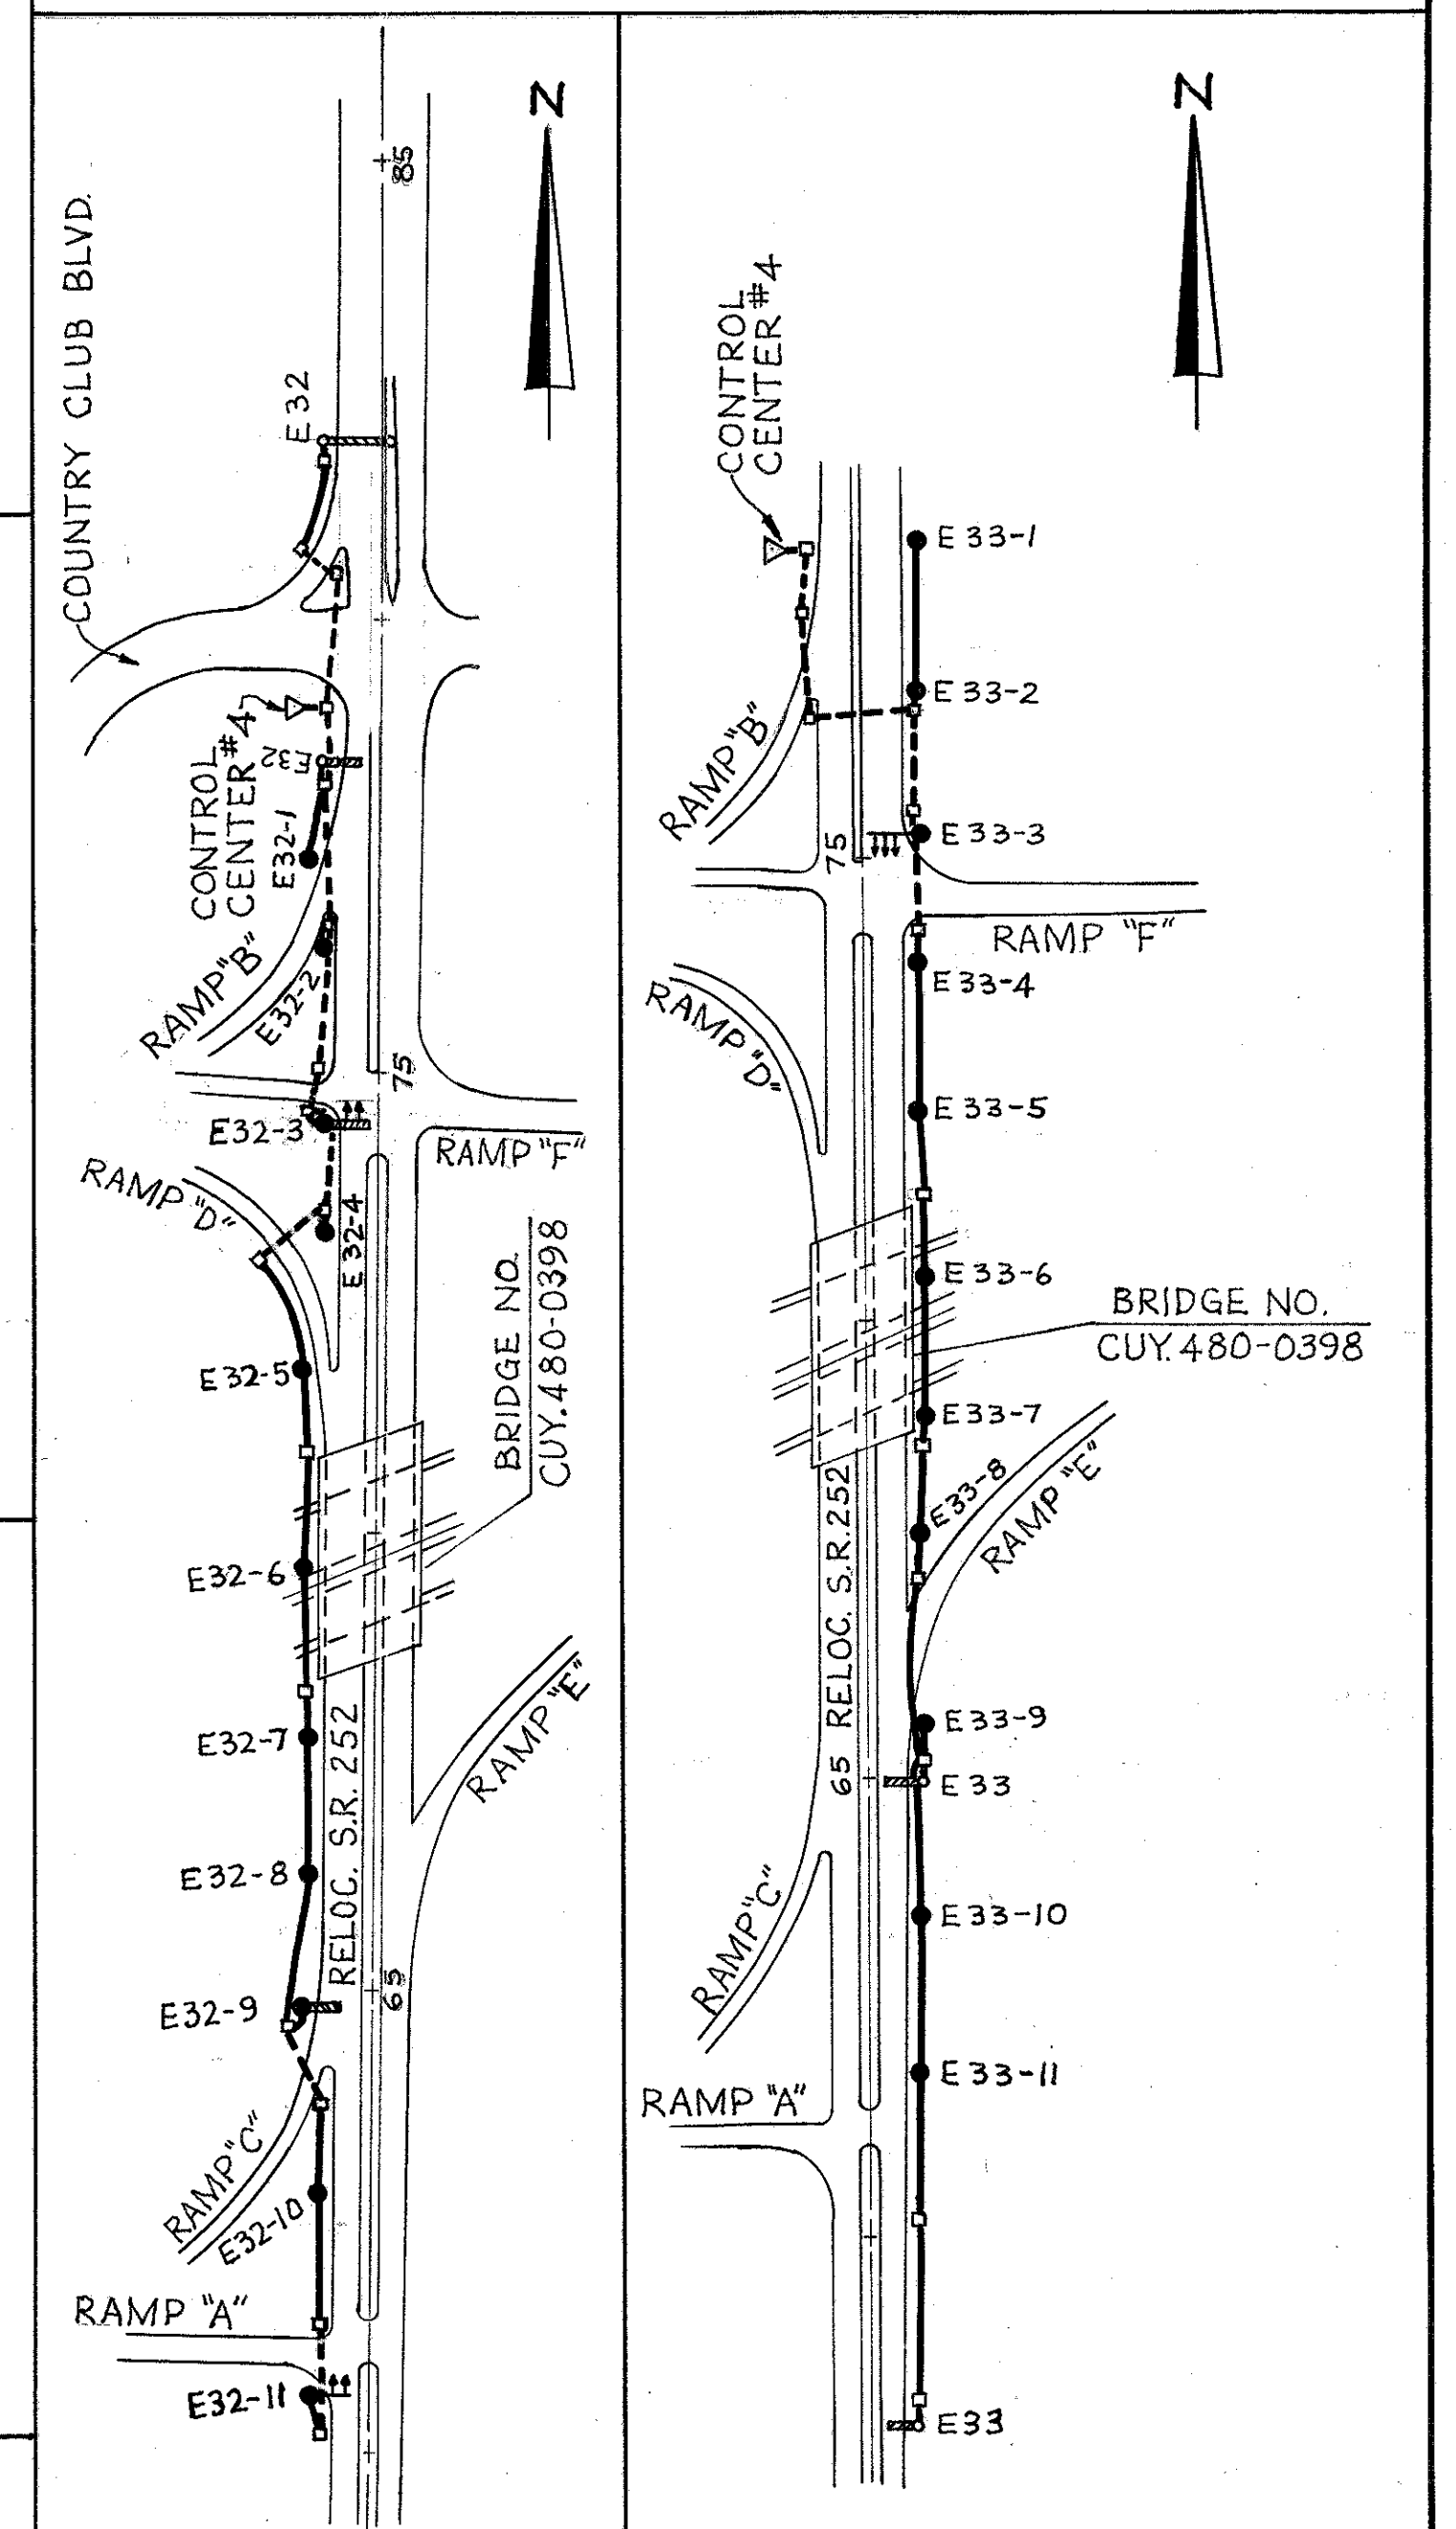 N
85
COUNTRY CLUB BLVD.
E32
CONTROL
CENTER #4
E32
E32-1
RAMP "B"
E32-2
75
E32-3
RAMP "F"
RAMP "D"
E32-4
BRIDGE NO.
CUY.480-0398
E32-5
E32-6
E32-7
RELOC. S.R. 252
RAMP "E"
E32-8
65
E32-9
RAMP "C"
E32-10
RAMP "A"
E32-11
N
CONTROL
CENTER #4
E33-1
E33-2
RAMP "B"
75
E33-3
RAMP "F"
E33-4
RAMP "D"
E33-5
E33-6
BRIDGE NO.
CUY.480-0398
E33-7
E33-8
RAMP "E"
65 RELOC. S.R.252
E33-9
E33
RAMP "C"
E33-10
E33-11
RAMP "A"
E33